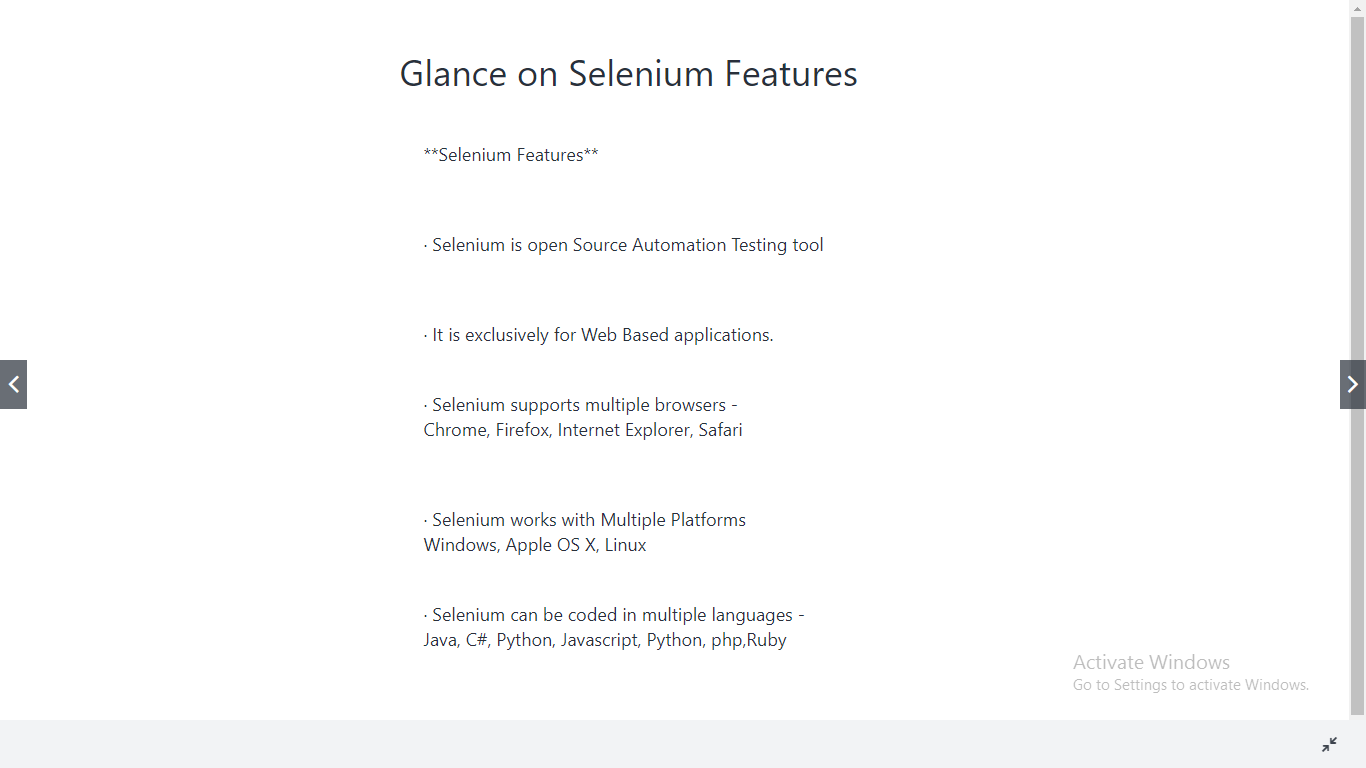 Glance on Selenium Features
**Selenium Features**
· Selenium is open Source Automation Testing tool
· It is exclusively for Web Based applications.
· Selenium supports multiple browsers -
Chrome, Firefox, Internet Explorer, Safari
· Selenium works with Multiple Platforms
Windows, Apple OS X, Linux
· Selenium can be coded in multiple languages -
Java, C#, Python, Javascript, Python, php,Ruby
Activate Windows
Go to Settings to activate Windows.